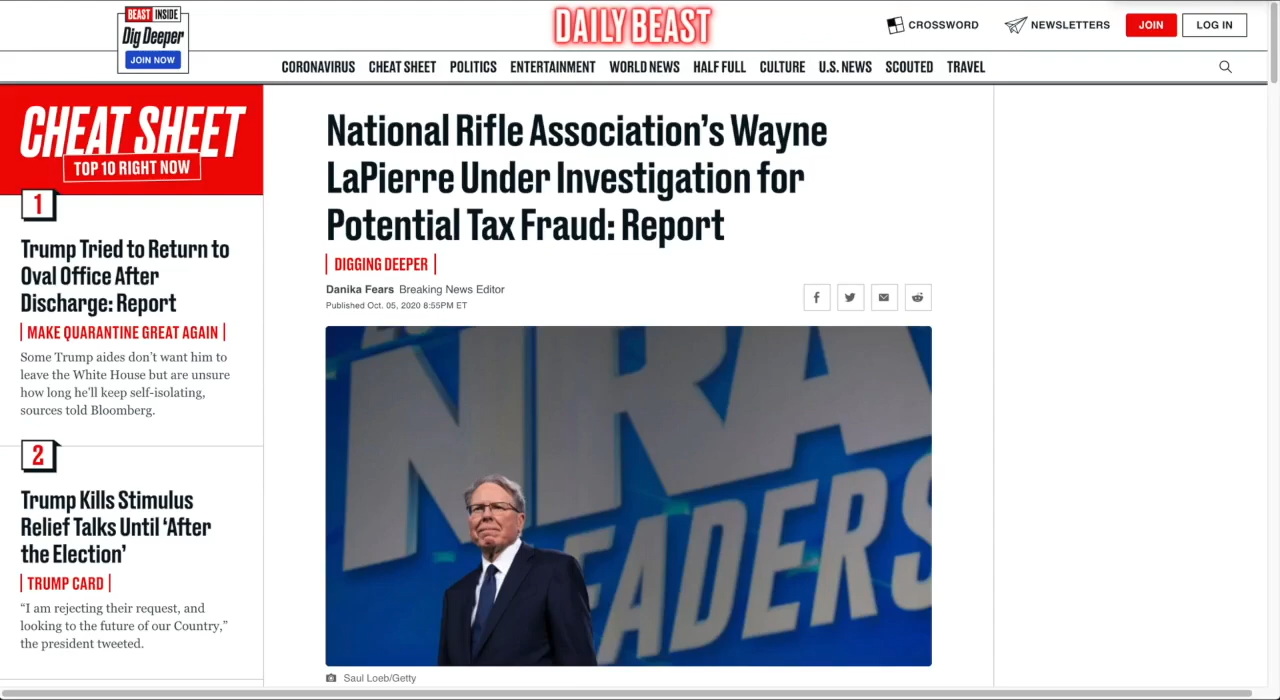 BEAST INSIDE
Dig Deeper
JOIN NOW
DAILY BEAST
CROSSWORD
NEWSLETTERS
JOIN
LOG IN
CORONAVIRUS CHEAT SHEET POLITICS ENTERTAINMENT WORLD NEWS HALF FULL CULTURE U.S. NEWS SCOUTED TRAVEL
CHEAT SHEET
TOP 10 RIGHT NOW
1
Trump Tried to Return to
Oval Office After
Discharge: Report
MAKE QUARANTINE GREAT AGAIN
Some Trump aides don’t want him to
leave the White House but are unsure
how long he’ll keep self-isolating,
sources told Bloomberg.
2
Trump Kills Stimulus
Relief Talks Until ‘After
the Election’
TRUMP CARD
“I am rejecting their request, and
looking to the future of our Country,”
the president tweeted.
National Rifle Association’s Wayne
LaPierre Under Investigation for
Potential Tax Fraud: Report
DIGGING DEEPER
Danika Fears Breaking News Editor
Published Oct. 05, 2020 8:55PM ET
NRA
EADERS
Saul Loeb/Getty